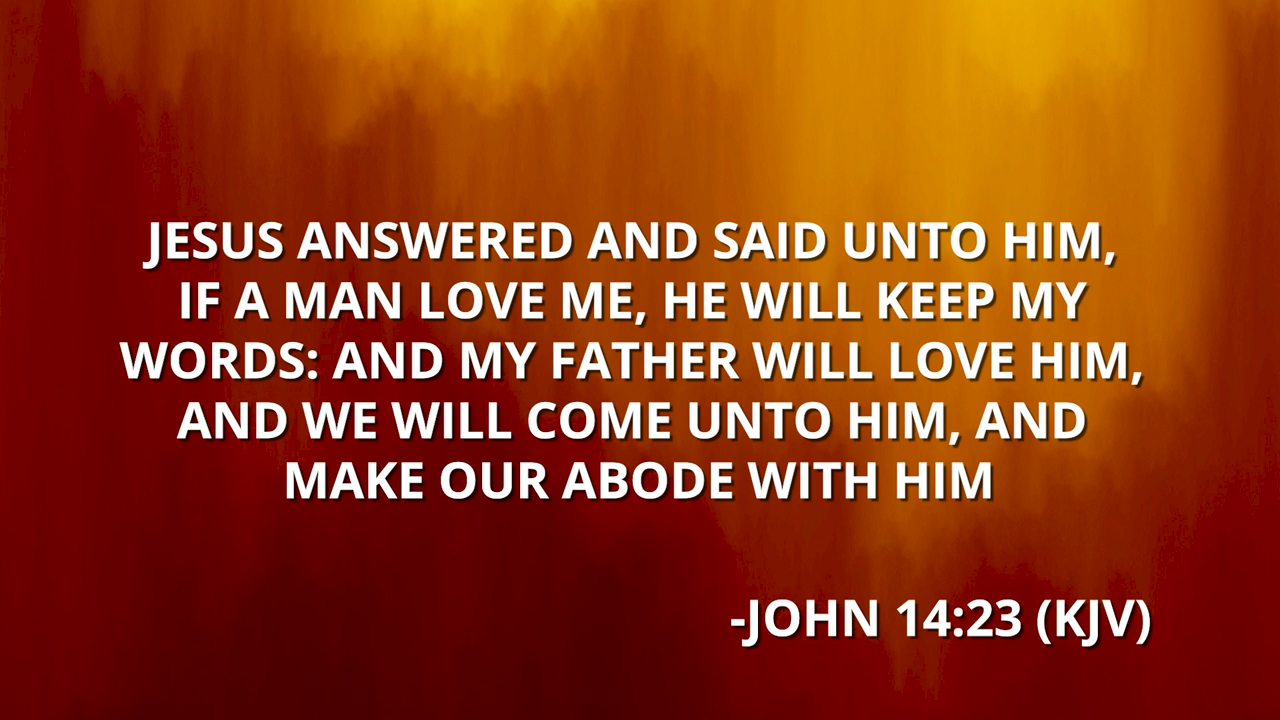 JESUS ANSWERED AND SAID UNTO HIM,
IF A MAN LOVE ME, HE WILL KEEP MY
WORDS: AND MY FATHER WILL LOVE HIM,
AND WE WILL COME UNTO HIM, AND
MAKE OUR ABODE WITH HIM
-JOHN 14:23 (KJV)